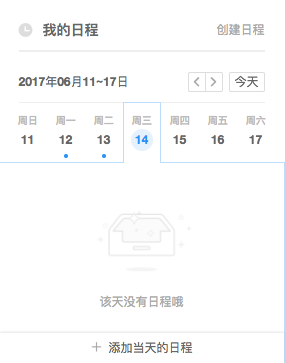 我的日程 创建日程
2017年06月11~17日 今天
周日 周一 周二 周三 周四 周五 周六
11 12 13 14 15 16 17
该天没有日程哦
+ 添加当天的日程